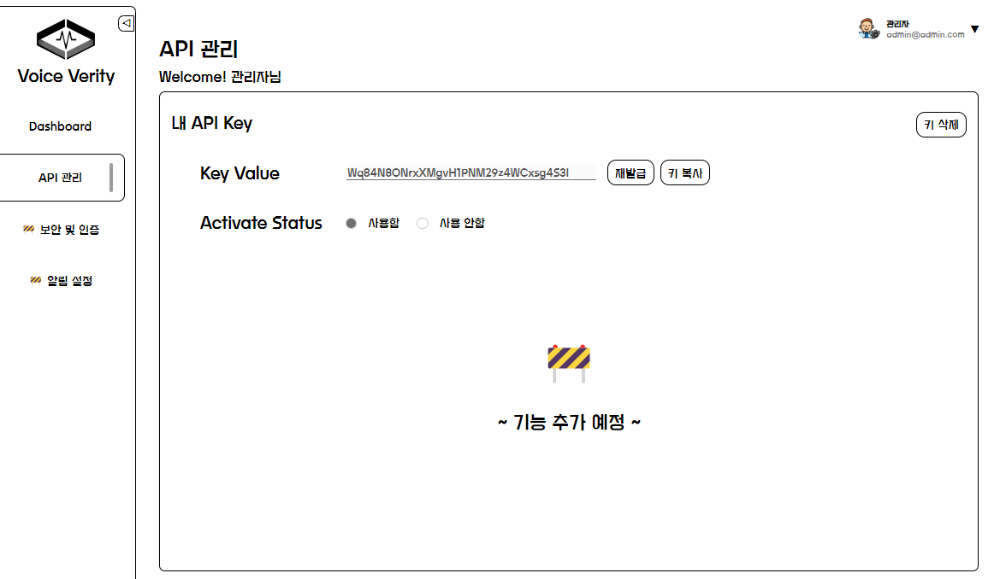 Voice Verity
Dashboard
API 관리
보안 및 인증
알림 설정
관리자
admin@admin.com
API 관리
Welcome! 관리자님
내 API Key
키 삭제
Key Value
Wq84N8ONrxXMgvH1PNM29z4WCxsg4S3l
재발급
키 복사
Activate Status
사용함
사용 안함
~ 기능 추가 예정 ~